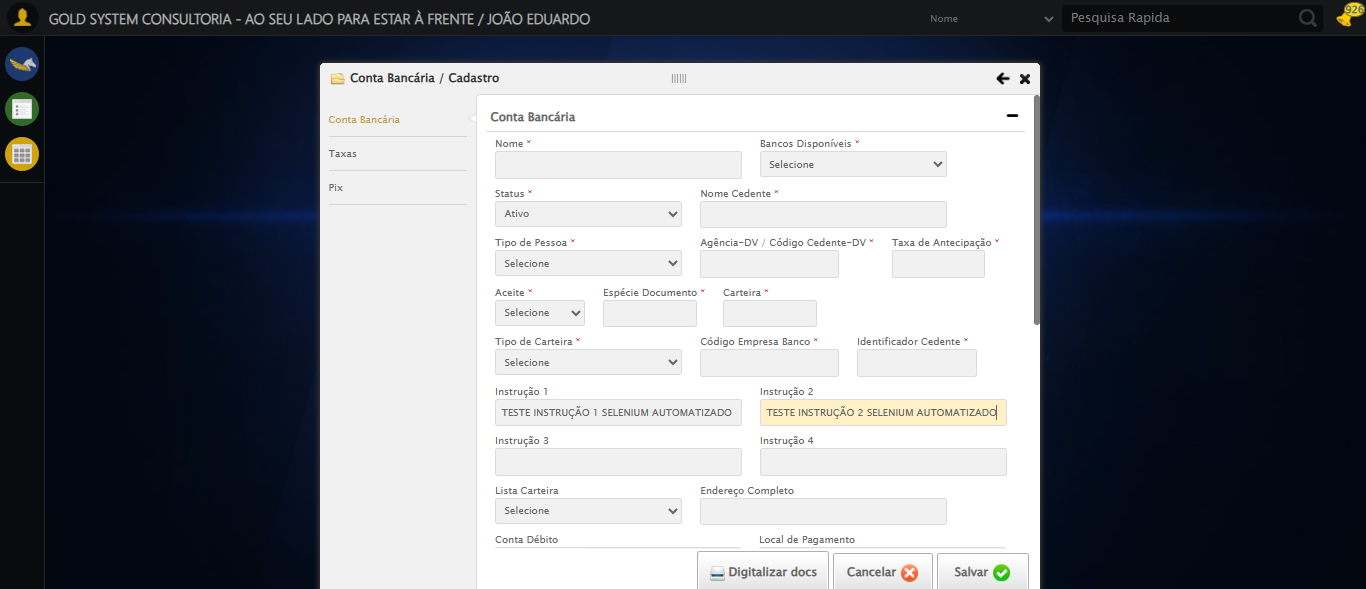 GOLD SYSTEM CONSULTORIA - AO SEU LADO PARA ESTAR À FRENTE / JOÃO EDUARDO
Nome
Pesquisa Rapida
926
Conta Bancária / Cadastro
Conta Bancária
Taxas
Pix
Conta Bancária
Nome *
Bancos Disponíveis *
Selecione
Status *
Nome Cedente *
Ativo
Tipo de Pessoa *
Agência-DV / Código Cedente-DV *
Taxa de Antecipação *
Selecione
Aceite *
Espécie Documento *
Carteira *
Selecione
Tipo de Carteira *
Código Empresa Banco *
Identificador Cedente *
Selecione
Instrução 1
Instrução 2
TESTE INSTRUÇÃO 1 SELENIUM AUTOMATIZADO
TESTE INSTRUÇÃO 2 SELENIUM AUTOMATIZADO
Instrução 3
Instrução 4
Lista Carteira
Endereço Completo
Selecione
Conta Débito
Local de Pagamento
Digitalizar docs
Cancelar
Salvar